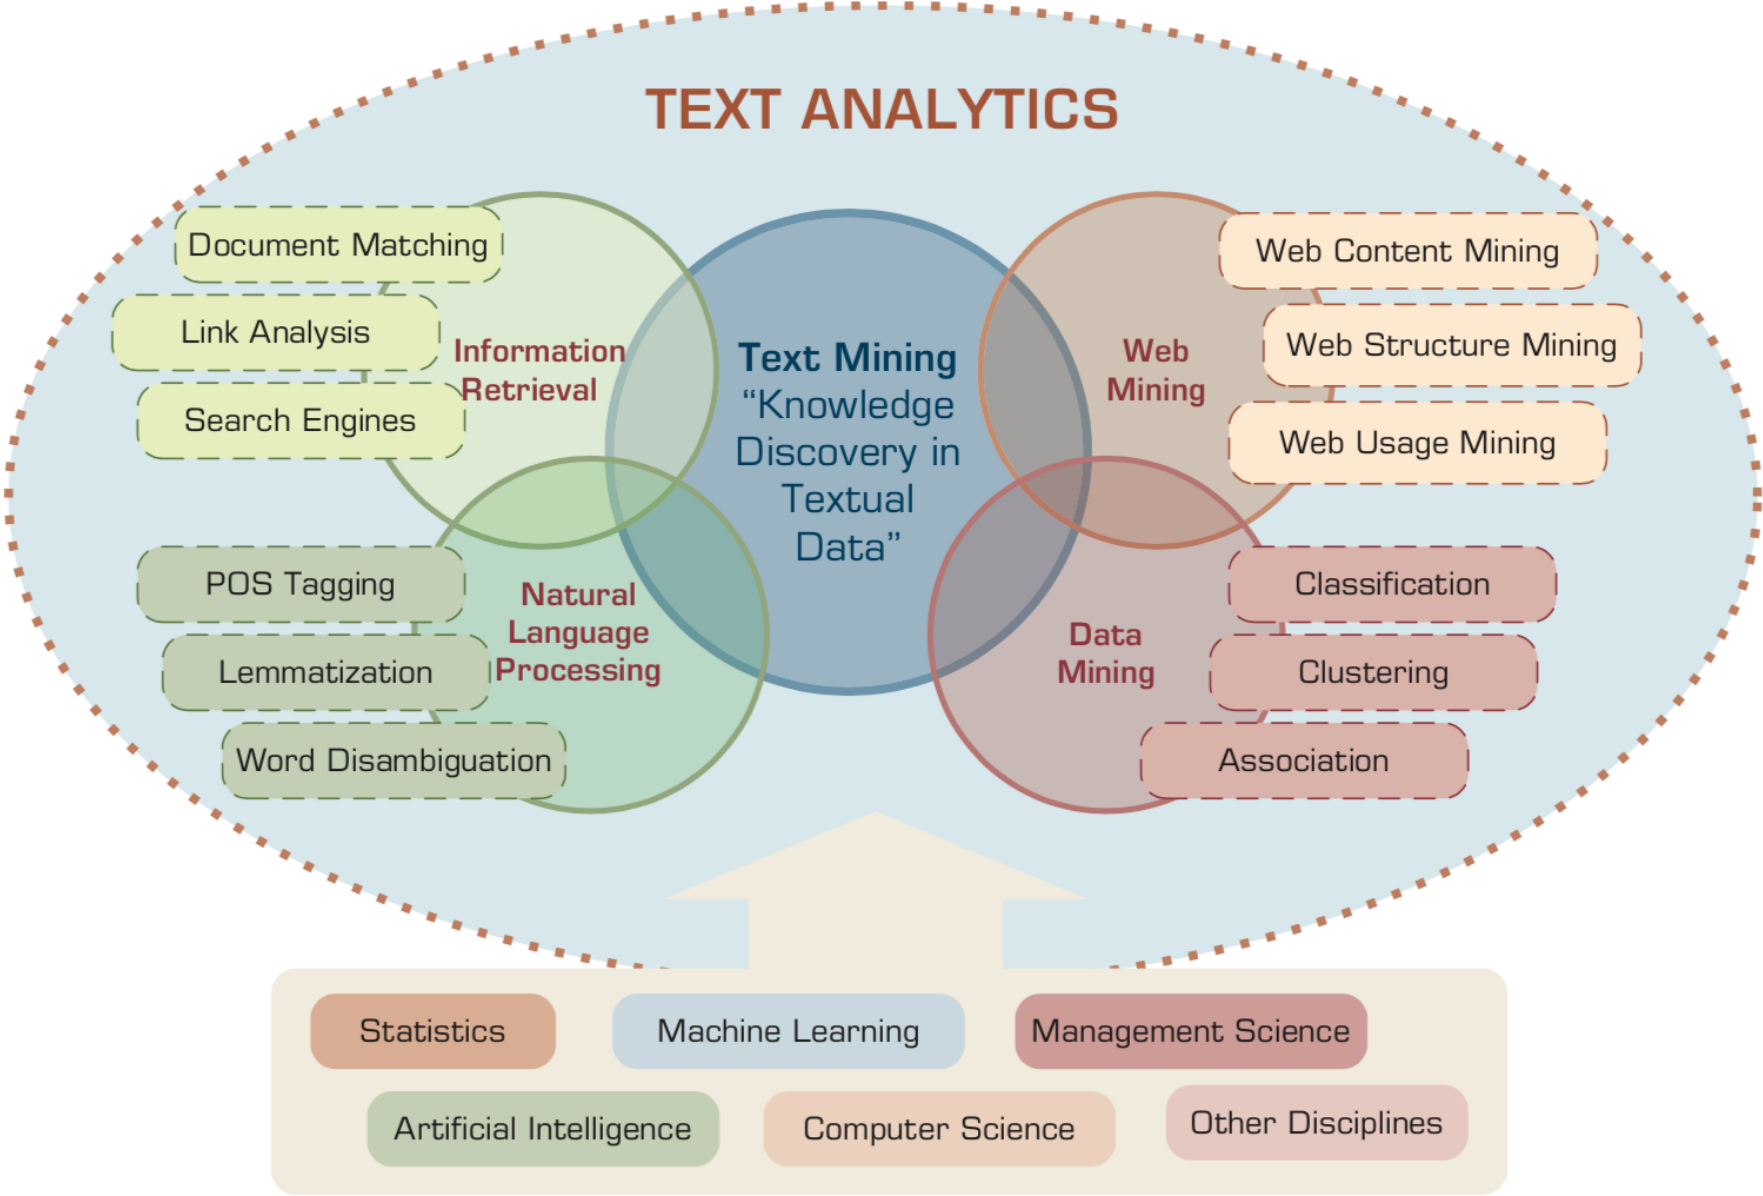 TEXT ANALYTICS
Document Matching
Link Analysis
Search Engines
Information
Retrieval
POS Tagging
Lemmatization
Word Disambiguation
Natural
Language
Processing
Text Mining
“Knowledge
Discovery in
Textual
Data”
Web
Mining
Web Content Mining
Web Structure Mining
Web Usage Mining
Data
Mining
Classification
Clustering
Association
Statistics
Machine Learning
Management Science
Artificial Intelligence
Computer Science
Other Disciplines